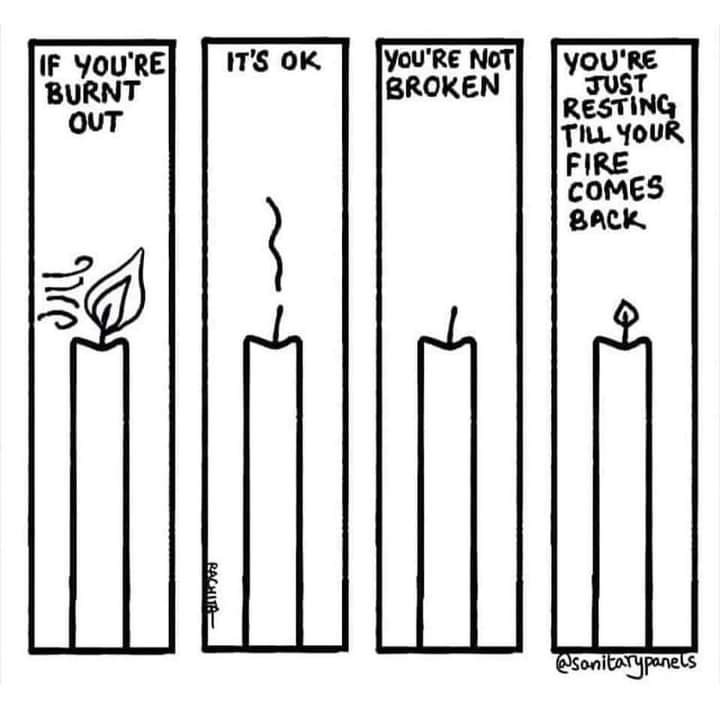 IF YOU'RE
BURNT
OUT
IT'S OK
YOU'RE NOT
BROKEN
YOU'RE
JUST
RESTING
TILL YOUR
FIRE
COMES
BACK
RACHITA
@sanitarypanels